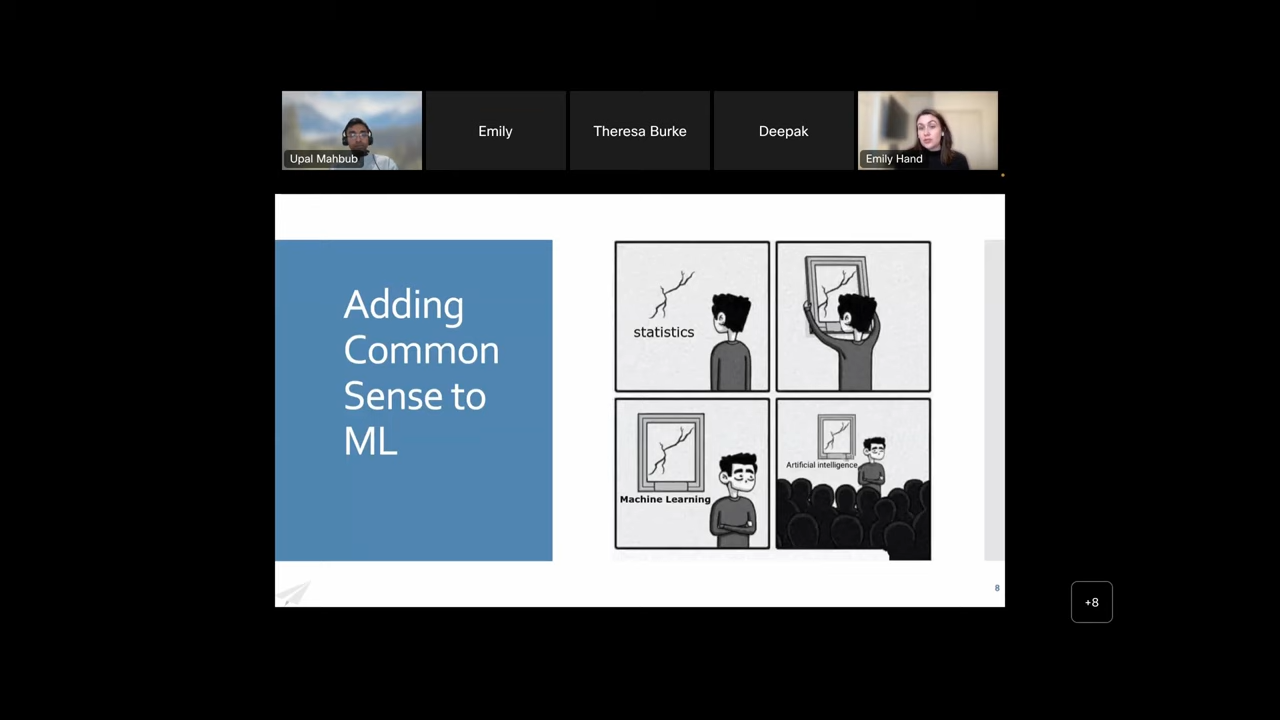 Upal Mahbub
Emily
Theresa Burke
Deepak
Emily Hand
Adding
Common
Sense to
ML
statistics
Machine Learning
Artificial intelligence
8
+8